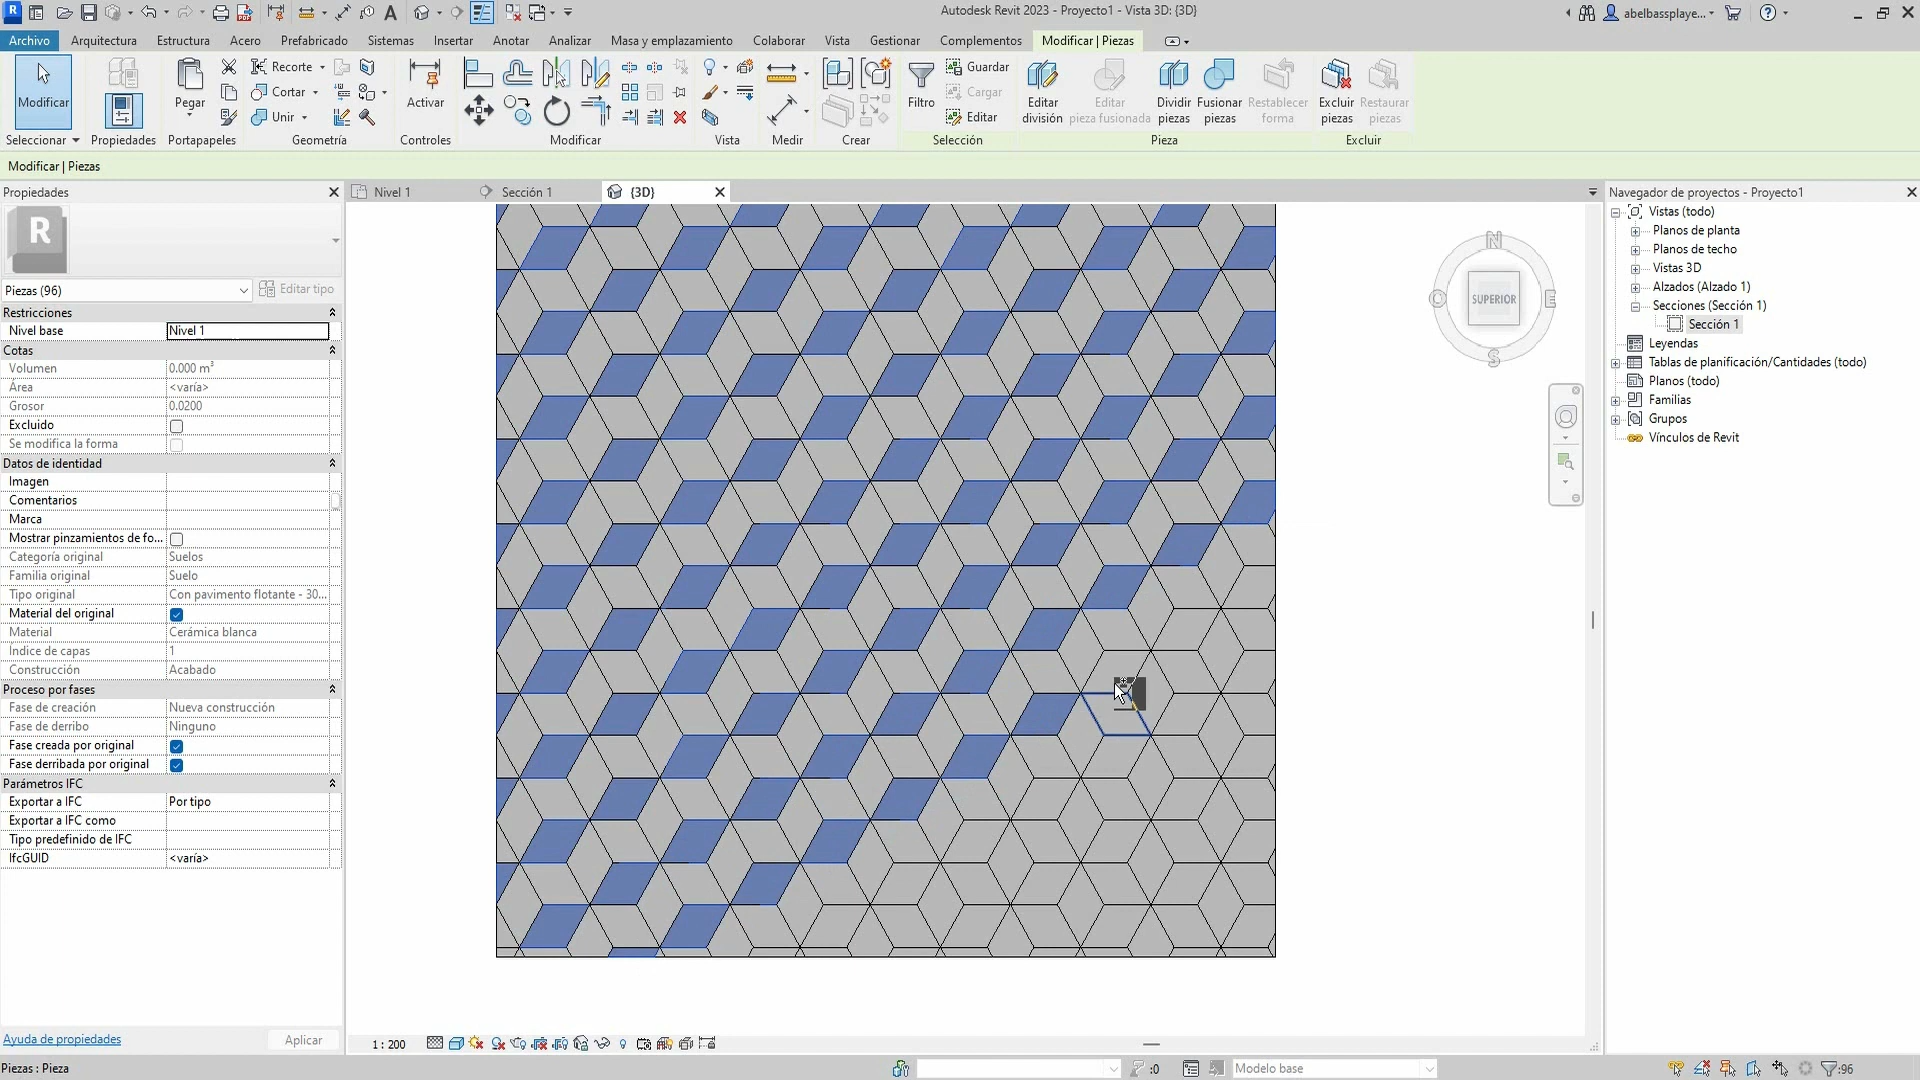 Autodesk Revit 2023 - Proyecto1 - Vista 3D: {3D}
abelbassplaye...
Archivo Arquitectura Estructura Acero Prefabricado Sistemas Insertar Anotar Analizar Masa y emplazamiento Colaborar Vista Gestionar Complementos Modificar | Piezas
Modificar
Pegar
Recorte
Cortar
Unir
Activar
Filtro
Guardar
Cargar
Editar
Editar división
Editar pieza fusionada
Dividir piezas
Fusionar piezas
Restablecer forma
Excluir piezas
Restaurar piezas
Seleccionar Propiedades Portapapeles Geometría Controles Modificar Vista Medir Crear Selección Pieza Excluir
Modificar | Piezas
Propiedades
Nivel 1 Sección 1 {3D}
Navegador de proyectos - Proyecto1
R
Piezas (96) Editar tipo
Restricciones
Nivel base Nivel 1
Cotas
Volumen 0.000 m³
Área <varía>
Grosor 0.0200
Excluido
Se modifica la forma
Datos de identidad
Imagen
Comentarios
Marca
Mostrar pinzamientos de fo...
Categoría original Suelos
Familia original Suelo
Tipo original Con pavimento flotante - 30...
Material del original
Material Cerámica blanca
Índice de capas 1
Construcción Acabado
Proceso por fases
Fase de creación Nueva construcción
Fase de derribo Ninguno
Fase creada por original
Fase derribada por original
Parámetros IFC
Exportar a IFC Por tipo
Exportar a IFC como
Tipo predefinido de IFC
IfcGUID <varía>
Ayuda de propiedades Aplicar
N
O SUPERIOR E
S
Vistas (todo)
Planos de planta
Planos de techo
Vistas 3D
Alzados (Alzado 1)
Secciones (Sección 1)
Sección 1
Leyendas
Tablas de planificación/Cantidades (todo)
Planos (todo)
Familias
Grupos
Vínculos de Revit
1 : 200
Piezas : Pieza
:0
Modelo base
:96